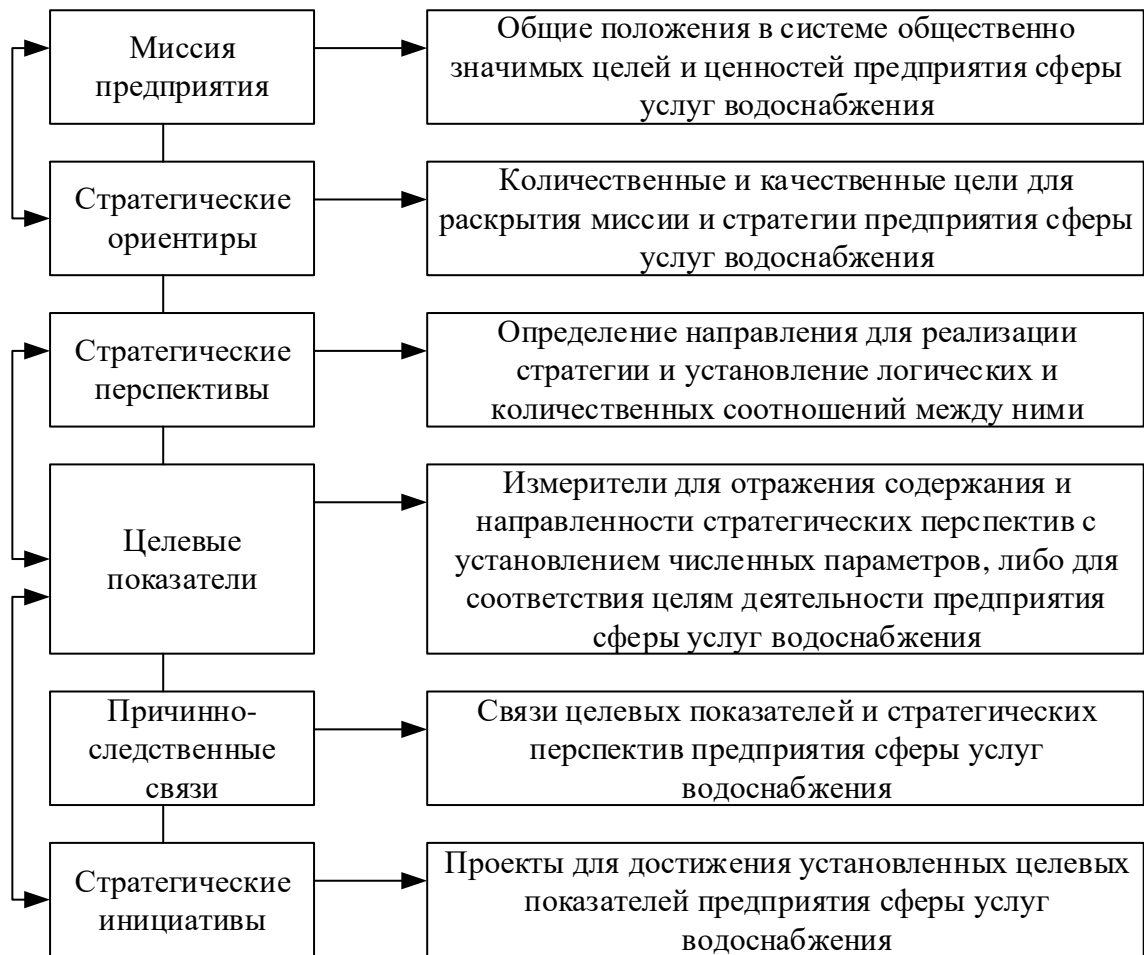 Миссия
предприятия
Общие положения в системе общественно
значимых целей и ценностей предприятия сферы
услуг водоснабжения
Стратегические
ориентиры
Количественные и качественные цели для
раскрытия миссии и стратегии предприятия сферы
услуг водоснабжения
Стратегические
перспективы
Определение направления для реализации
стратегии и установление логических и
количественных соотношений между ними
Целевые
показатели
Измерители для отражения содержания и
направленности стратегических перспектив с
установлением численных параметров, либо для
соответствия целям деятельности предприятия
сферы услуг водоснабжения
Причинно-
следственные
связи
Связи целевых показателей и стратегических
перспектив предприятия сферы услуг
водоснабжения
Стратегические
инициативы
Проекты для достижения установленных целевых
показателей предприятия сферы услуг
водоснабжения